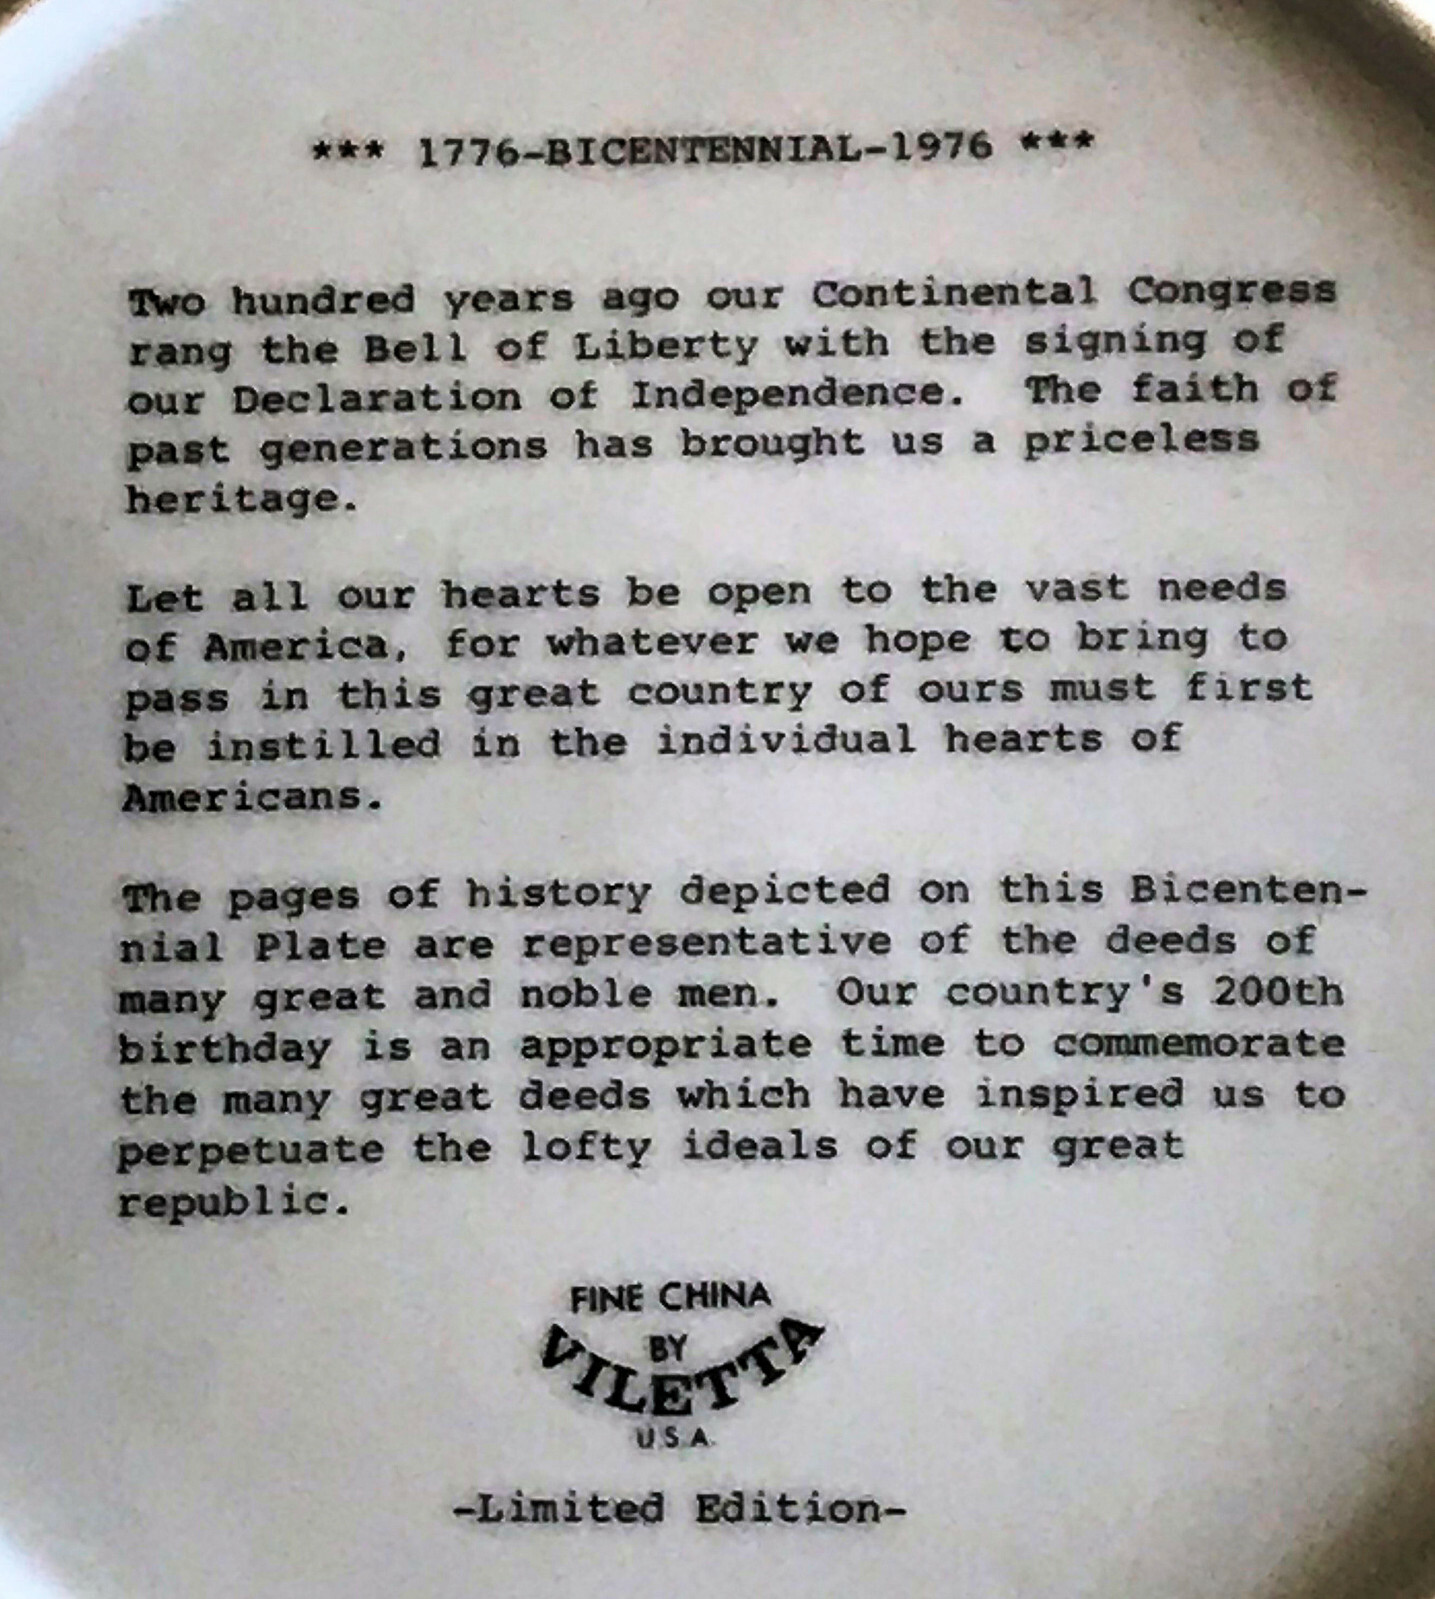 *** 1776-BICENTENNIAL-1976 ***
Two hundred years ago our Continental Congress
rang the Bell of Liberty with the signing of
our Declaration of Independence.  The faith of
past generations has brought us a priceless
heritage.
Let all our hearts be open to the vast needs
of America, for whatever we hope to bring to
pass in this great country of ours must first
be instilled in the individual hearts of
Americans.
The pages of history depicted on this Bicenten-
nial Plate are representative of the deeds of
many great and noble men.  Our country's 200th
birthday is an appropriate time to commemorate
the many great deeds which have inspired us to
perpetuate the lofty ideals of our great
republic.
FINE CHINA
BY
VILETTA
U.S.A.
-Limited Edition-